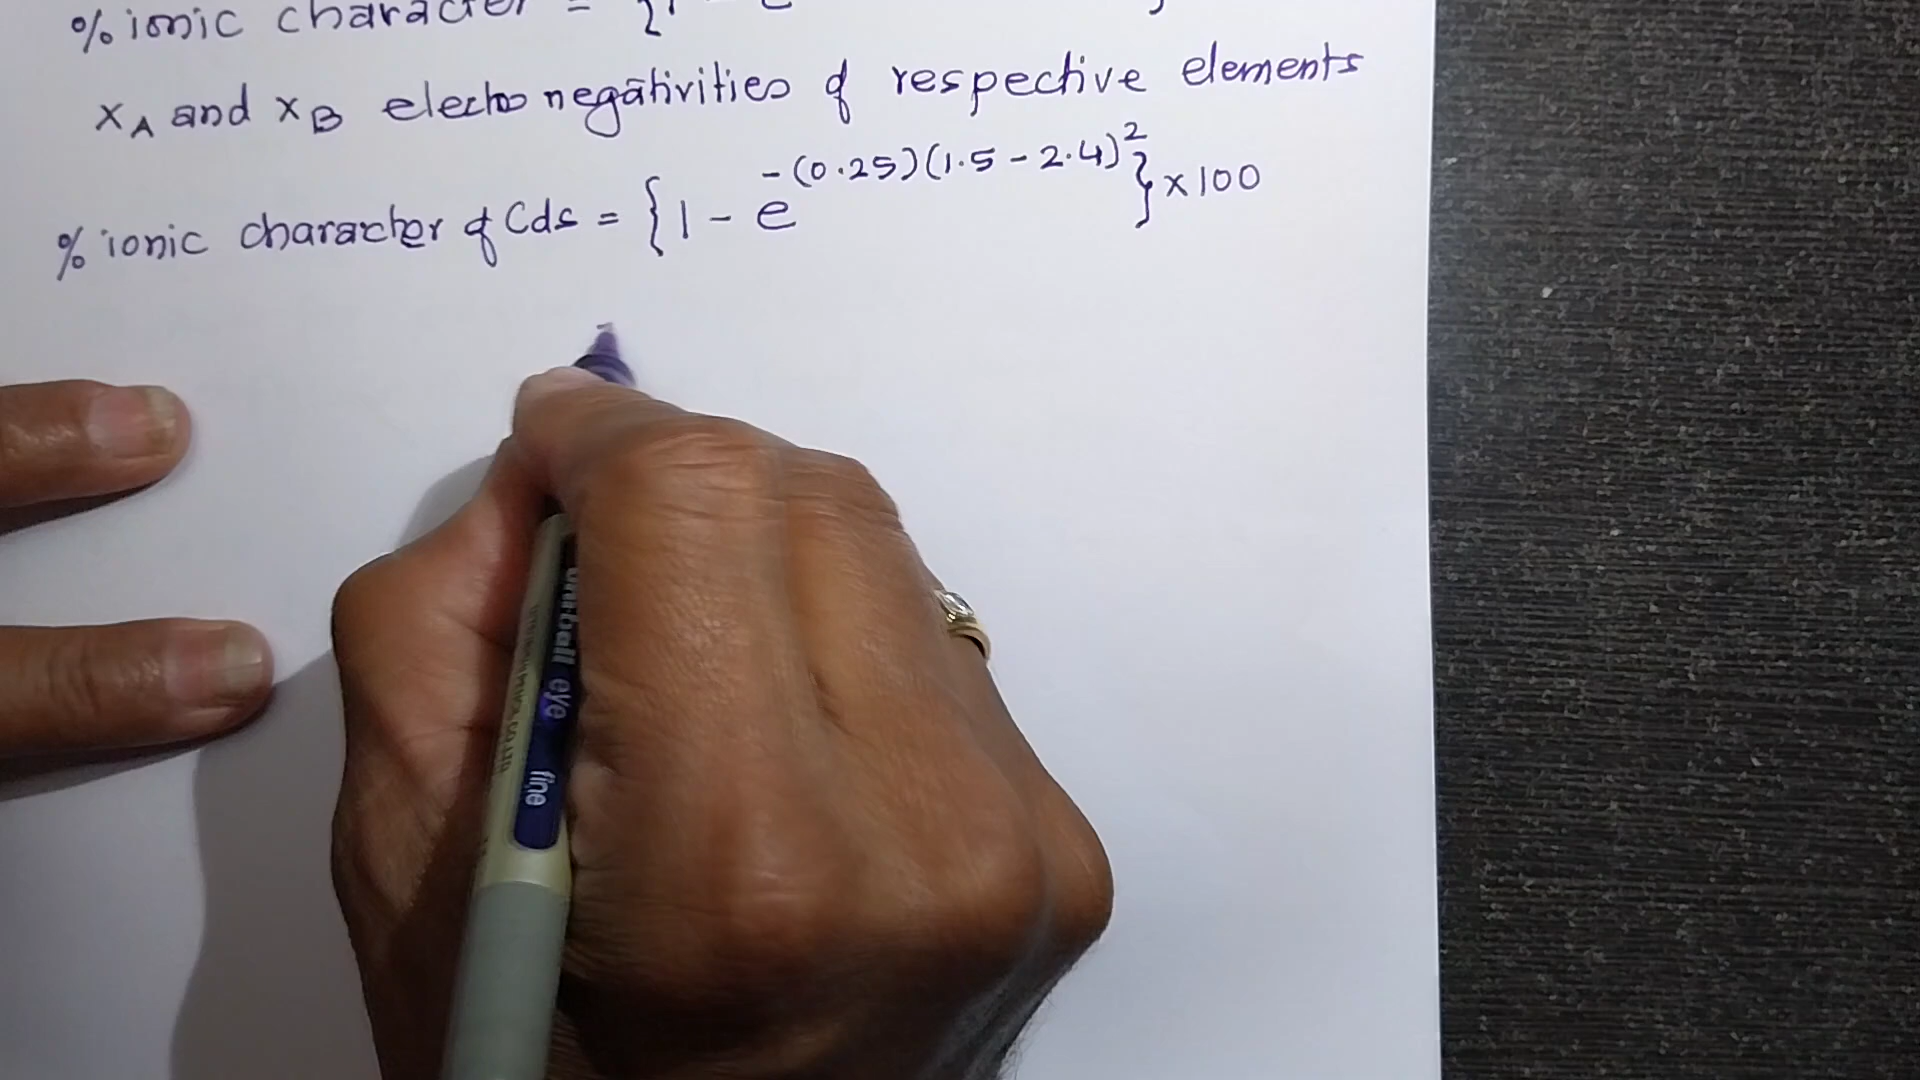 % ionic character = {1 - e
x_A and x_B electronegativities of respective elements
% ionic character of Cds = {1 - e^{-(0.25)(1.5 - 2.4)^2}} x 100
uniball eye fine